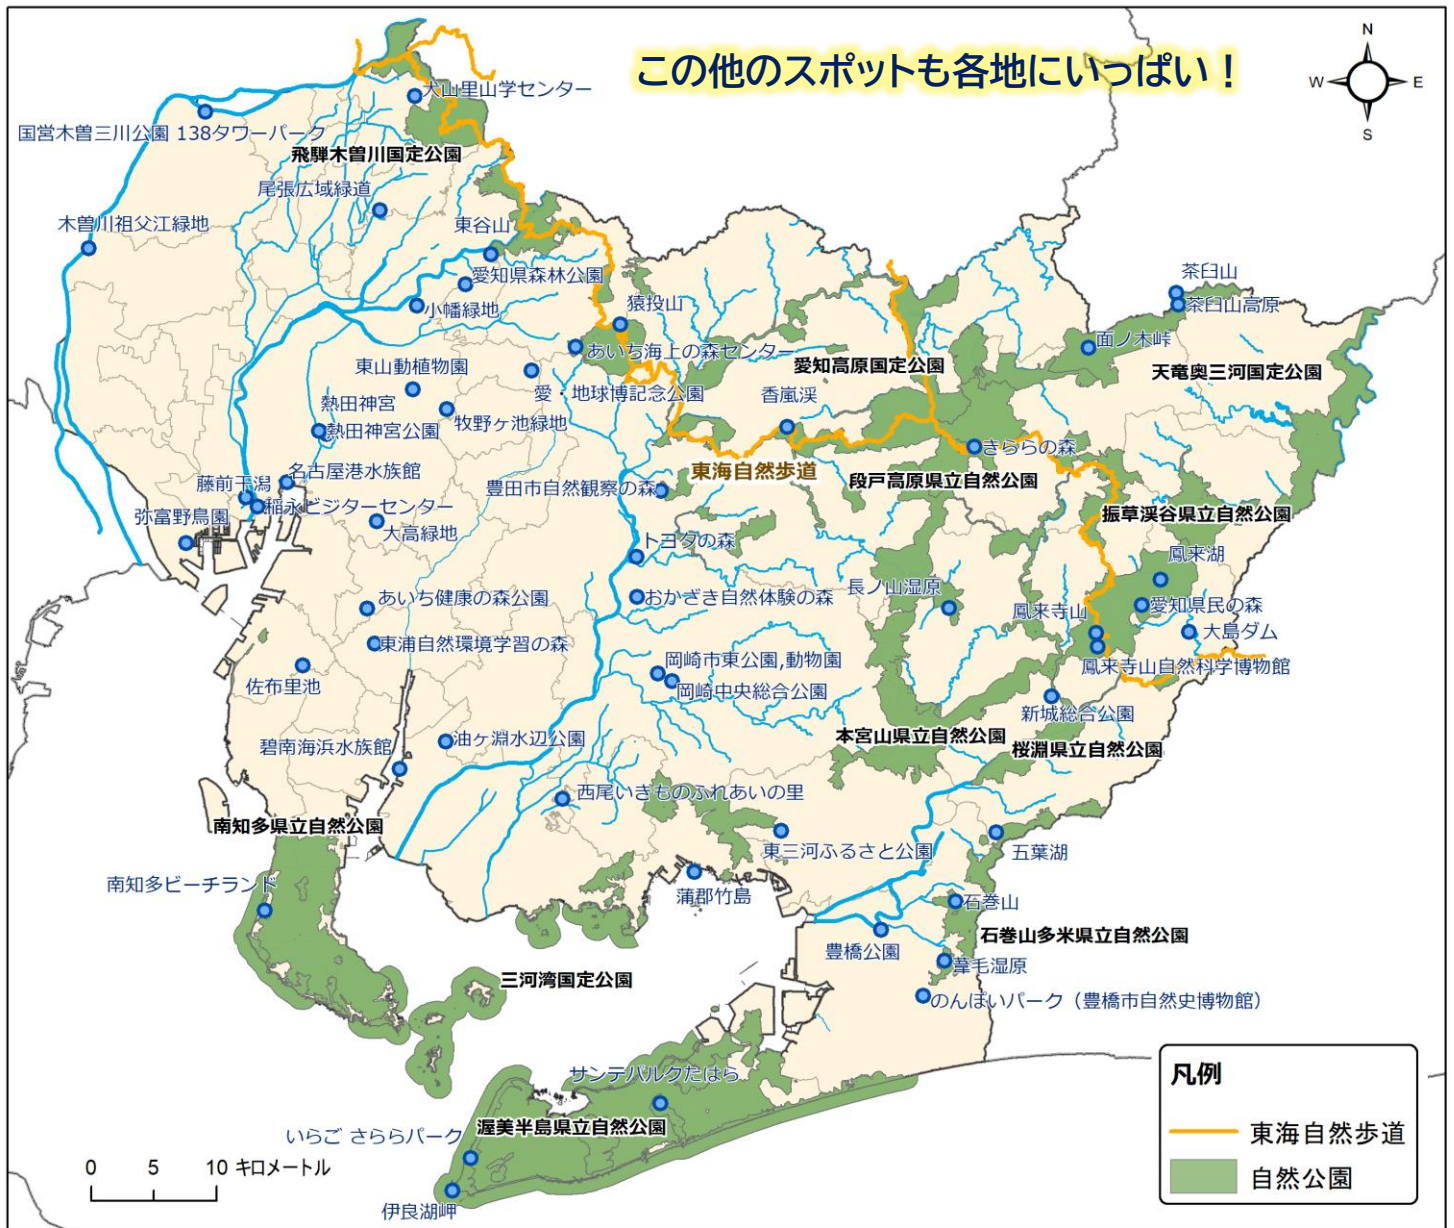 この他のスポットも各地にいっぱい！
N
W
E
S
犬山里山学センター
国営木曽三川公園 138タワーパーク
飛騨木曽川国定公園
尾張広域緑道
木曽川祖父江緑地
東谷山
愛知県森林公園
小幡緑地
猿投山
茶臼山
茶臼山高原
面ノ木峠
あいち海上の森センター
東山動植物園
愛・地球博記念公園
愛知高原国定公園
天竜奥三河国定公園
熱田神宮
牧野ヶ池緑地
香嵐渓
熱田神宮公園
きららの森
東海自然歩道
名古屋港水族館
藤前干潟
稲永ビジターセンター
豊田市自然観察の森
段戸高原県立自然公園
弥富野鳥園
大高緑地
振草渓谷県立自然公園
トヨタの森
鳳来湖
あいち健康の森公園
おかざき自然体験の森
長ノ山湿原
鳳来寺山
愛知県民の森
大島ダム
東浦自然環境学習の森
岡崎市東公園,動物園
鳳来寺山自然科学博物館
佐布里池
岡崎中央総合公園
新城総合公園
碧南海浜水族館
油ヶ淵水辺公園
本宮山県立自然公園
桜淵県立自然公園
西尾いきものふれあいの里
南知多県立自然公園
東三河ふるさと公園
五葉湖
南知多ビーチランド
蒲郡竹島
石巻山
豊橋公園
石巻山多米県立自然公園
葦毛湿原
三河湾国定公園
のんほいパーク（豊橋市自然史博物館）
サンテパルクたはら
渥美半島県立自然公園
いらご さららパーク
伊良湖岬
0 5 10 キロメートル
凡例
東海自然歩道
自然公園